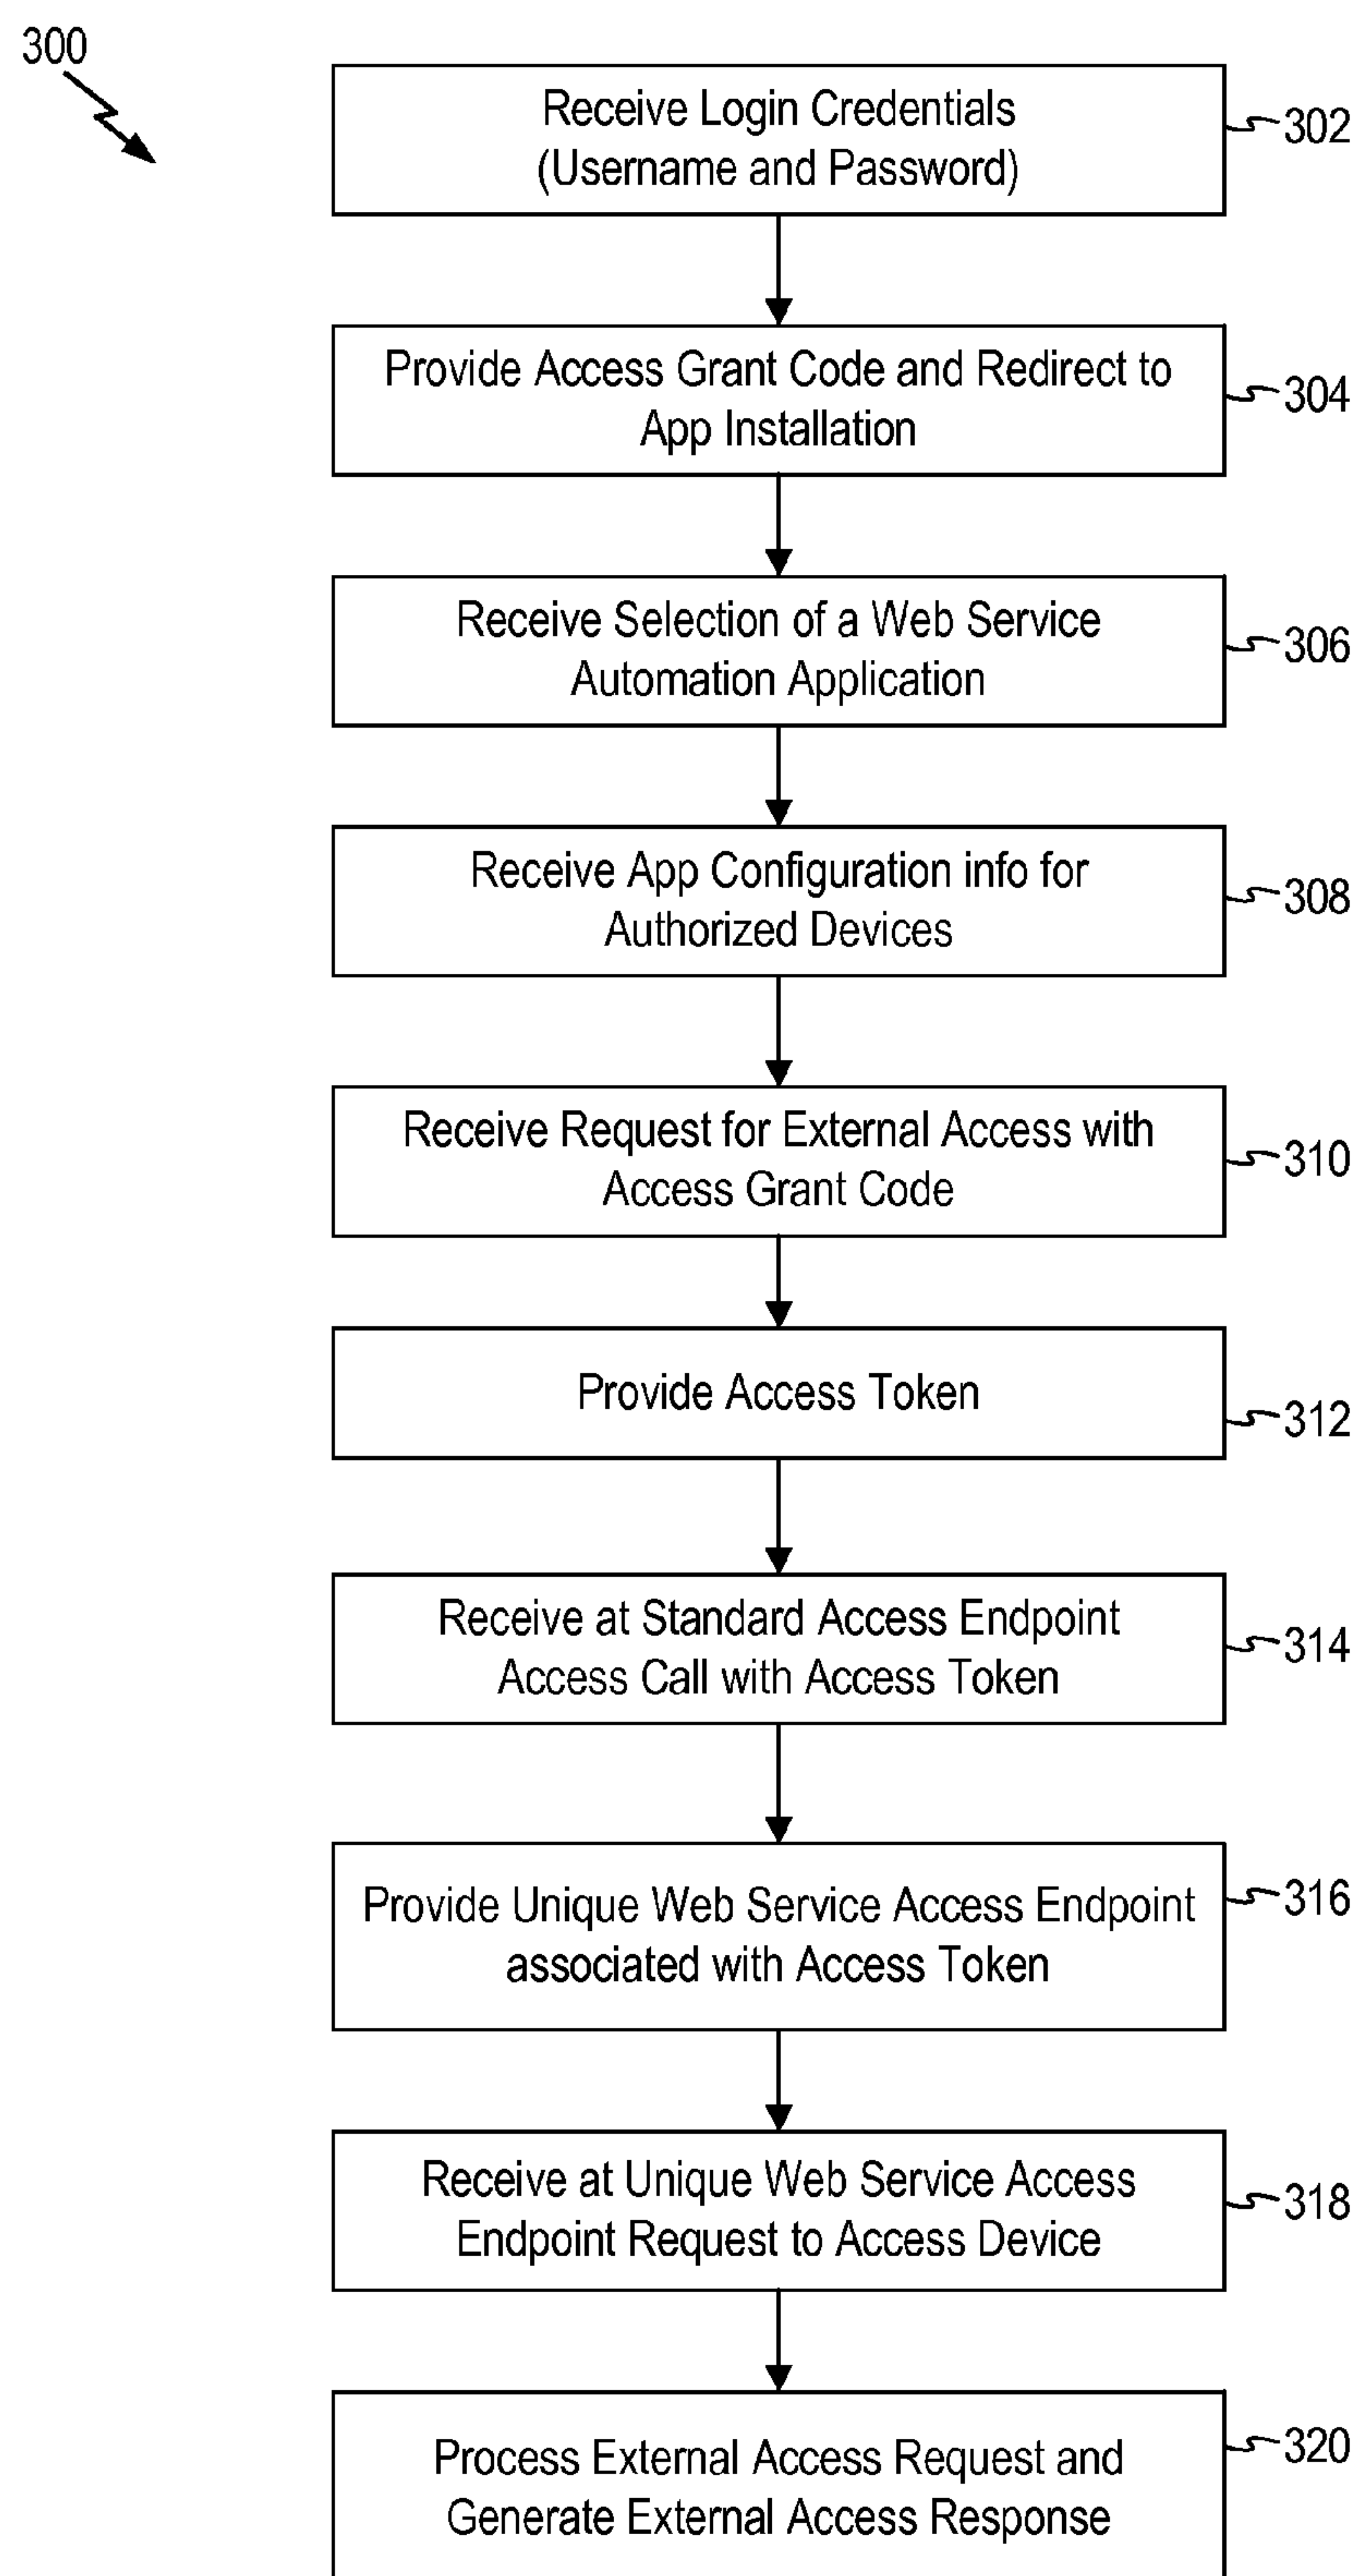 300
Receive Login Credentials
(Username and Password)
302
Provide Access Grant Code and Redirect to
App Installation
304
Receive Selection of a Web Service
Automation Application
306
Receive App Configuration info for
Authorized Devices
308
Receive Request for External Access with
Access Grant Code
310
Provide Access Token
312
Receive at Standard Access Endpoint
Access Call with Access Token
314
Provide Unique Web Service Access Endpoint
associated with Access Token
316
Receive at Unique Web Service Access
Endpoint Request to Access Device
318
Process External Access Request and
Generate External Access Response
320